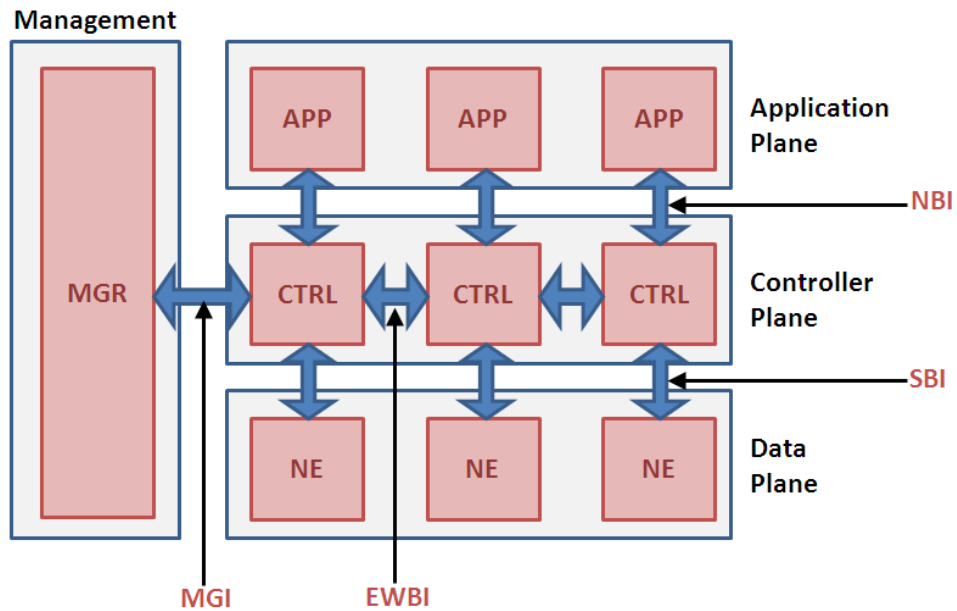 Management
APP
APP
APP
Application
Plane
NBI
MGR
CTRL
CTRL
CTRL
Controller
Plane
SBI
NE
NE
NE
Data
Plane
MGI
EWBI